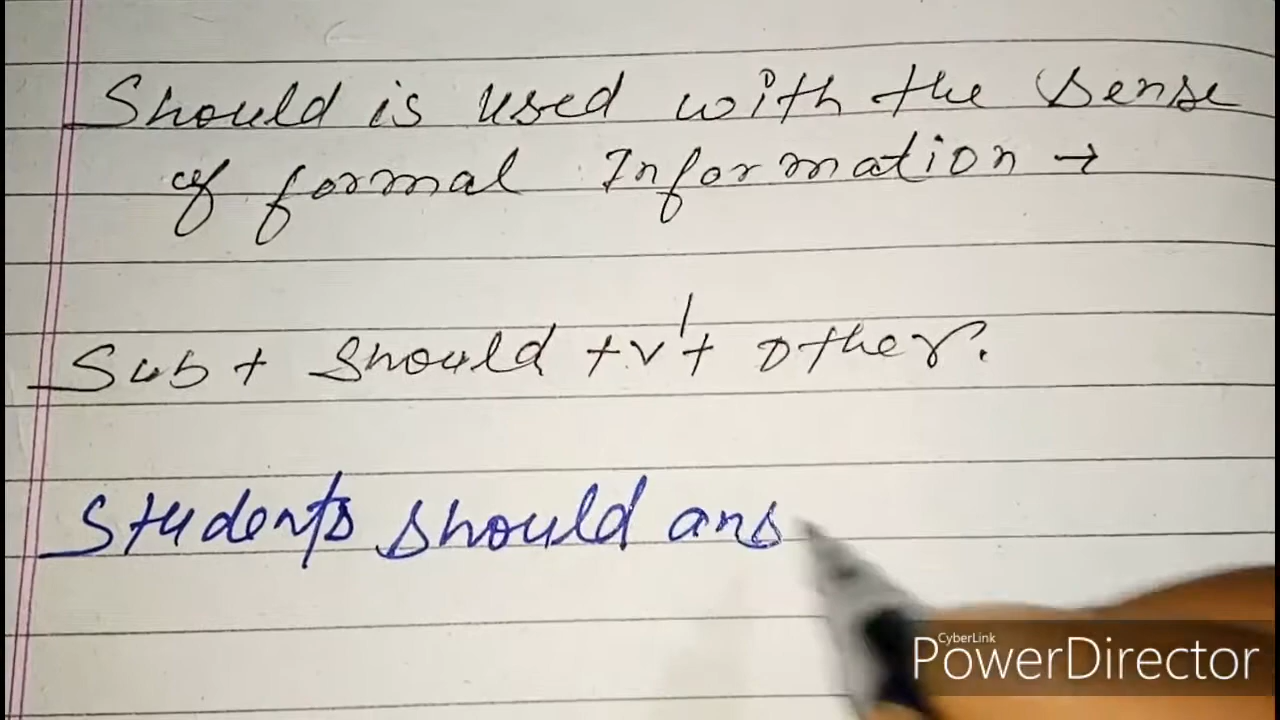 Should is used with the sense
of formal Information →
Sub + Should + V¹ + other.
Students should ans
CyberLink
PowerDirector